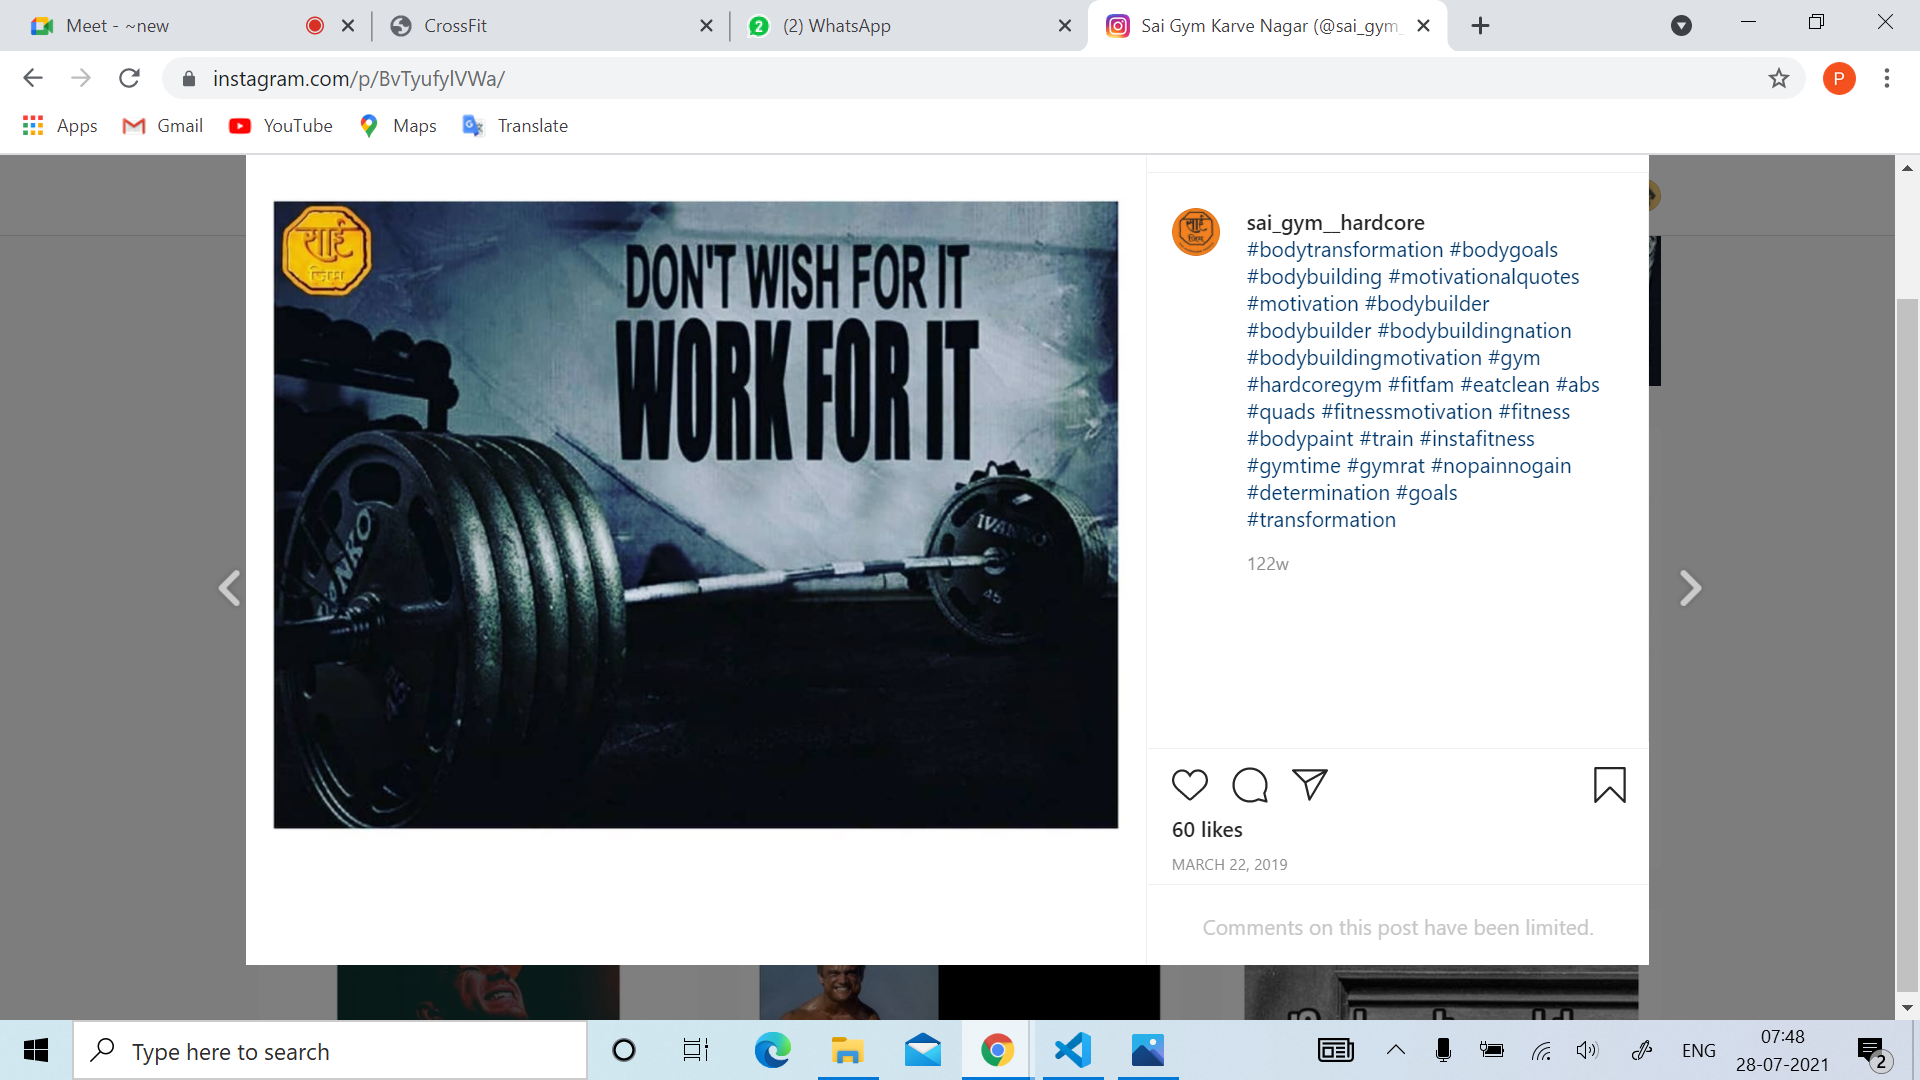 Meet - ~new
CrossFit
2
(2) WhatsApp
Sai Gym Karve Nagar (@sai_gym_
instagram.com/p/BvTyufylVWa/
P
Apps
Gmail
YouTube
Maps
Translate
साई
जिम
DON'T WISH FOR IT
WORK FOR IT
IVANKO
45
sai_gym__hardcore
#bodytransformation #bodygoals
#bodybuilding #motivationalquotes
#motivation #bodybuilder
#bodybuilder #bodybuildingnation
#bodybuildingmotivation #gym
#hardcoregym #fitfam #eatclean #abs
#quads #fitnessmotivation #fitness
#bodypaint #train #instafitness
#gymtime #gymrat #nopainnogain
#determination #goals
#transformation
122w
60 likes
MARCH 22, 2019
Comments on this post have been limited.
Type here to search
ENG
07:48
28-07-2021
2